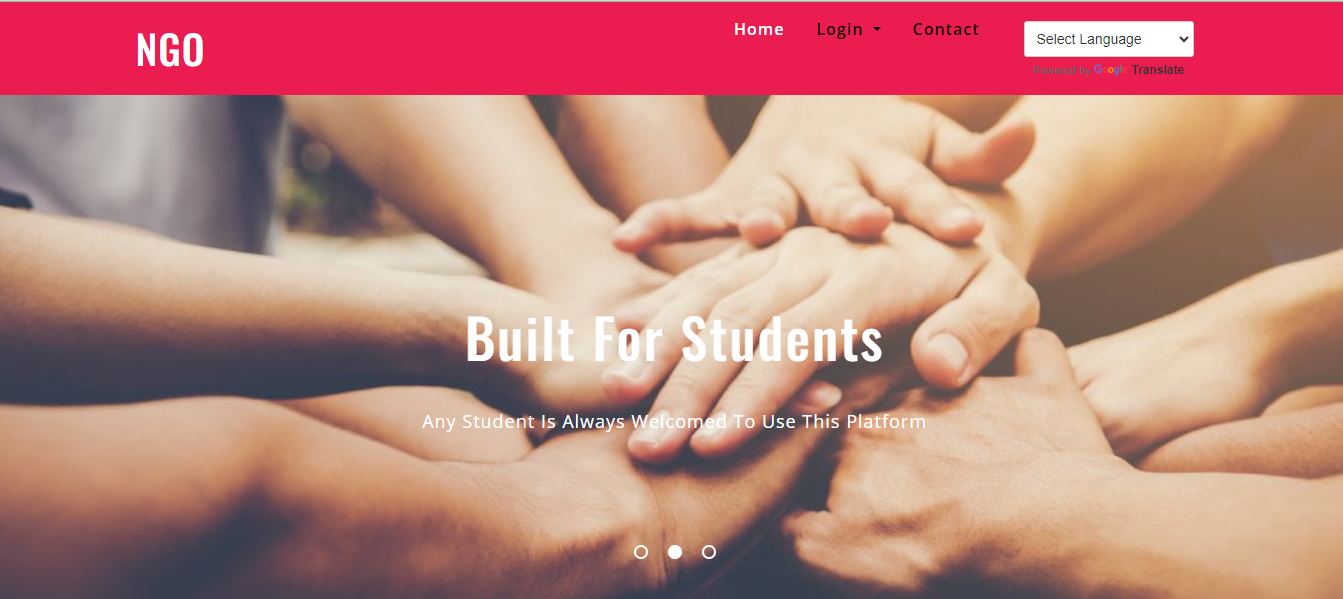 NGO
Home Login Contact
Select Language
Powered by Google Translate
Built For Students
Any Student Is Always Welcomed To Use This Platform